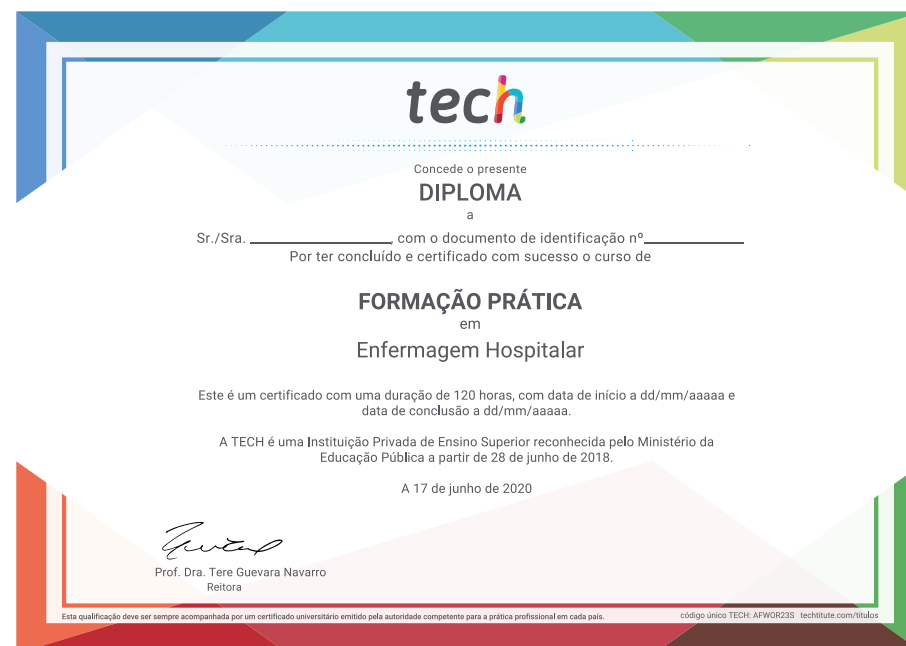 tech
Concede o presente
DIPLOMA
a
Sr./Sra. ____________________, com o documento de identificação nº______________
Por ter concluído e certificado com sucesso o curso de
FORMAÇÃO PRÁTICA
em
Enfermagem Hospitalar
Este é um certificado com uma duração de 120 horas, com data de início a dd/mm/aaaaa e
data de conclusão a dd/mm/aaaaa.
A TECH é uma Instituição Privada de Ensino Superior reconhecida pelo Ministério da
Educação Pública a partir de 28 de junho de 2018.
A 17 de junho de 2020
Prof. Dra. Tere Guevara Navarro
Reitora
Esta qualificação deve ser sempre acompanhada por um certificado universitário emitido pela autoridade competente para a prática profissional em cada país.
código único TECH: AFWOR23S techtitute.com/titulos